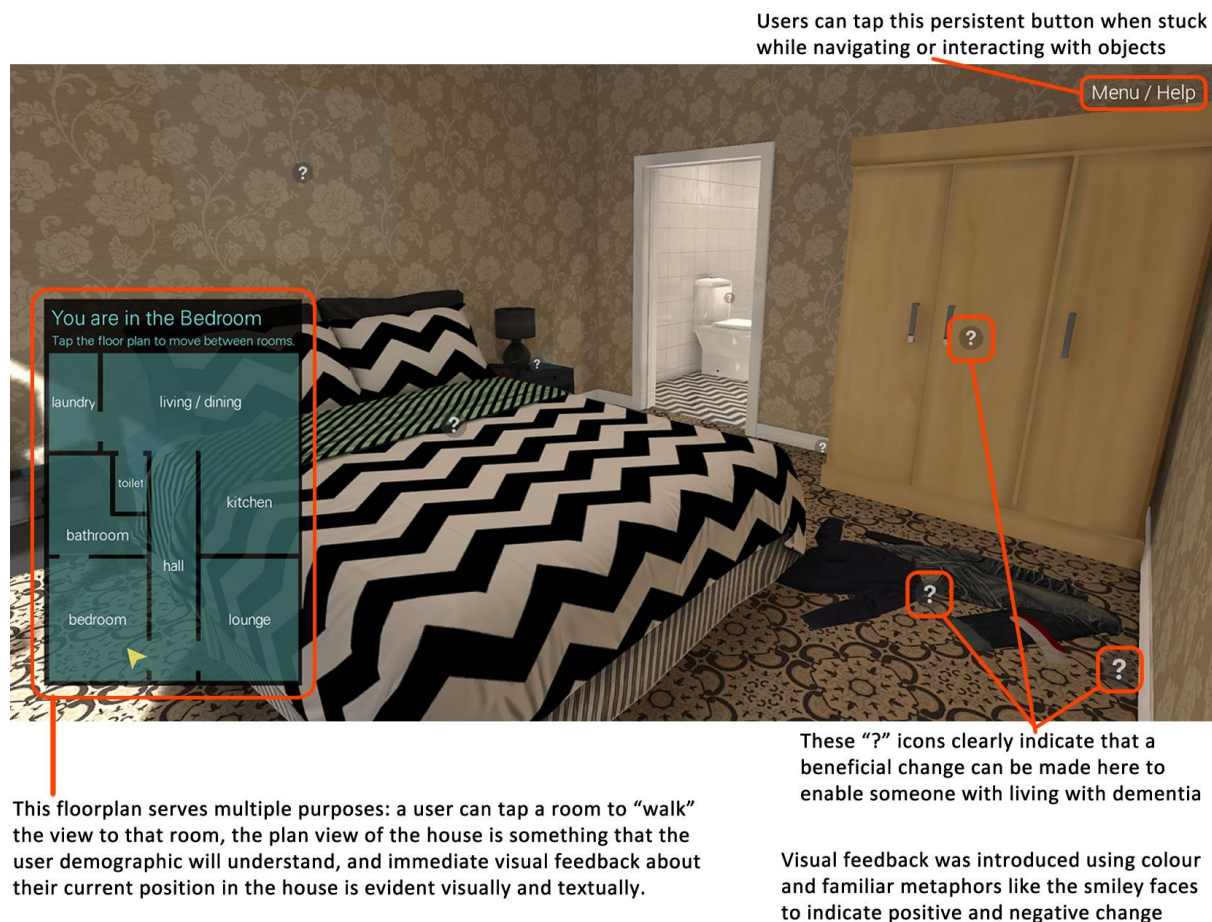 Users can tap this persistent button when stuck
while navigating or interacting with objects
Menu / Help
?
?
?
?
?
?
?
?
You are in the Bedroom
Tap the floor plan to move between rooms.
laundry
living / dining
toilet
kitchen
bathroom
hall
bedroom
lounge
These “?” icons clearly indicate that a
beneficial change can be made here to
enable someone with living with dementia
This floorplan serves multiple purposes: a user can tap a room to “walk”
the view to that room, the plan view of the house is something that the
user demographic will understand, and immediate visual feedback about
their current position in the house is evident visually and textually.
Visual feedback was introduced using colour
and familiar metaphors like the smiley faces
to indicate positive and negative change